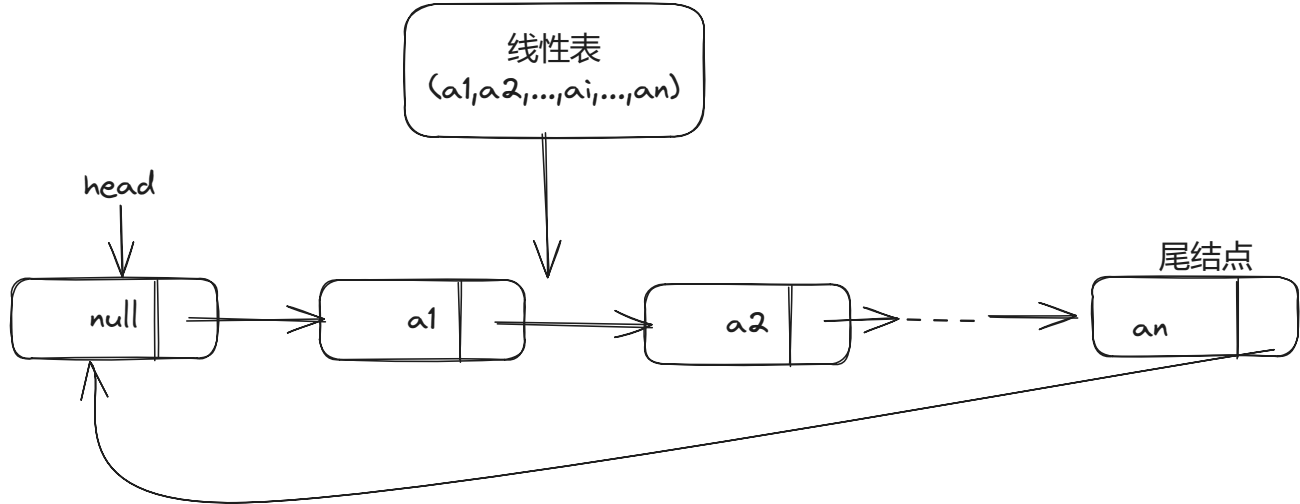 线性表
(a1,a2,...,ai,...,an)
head
尾结点
null
a1
a2
an